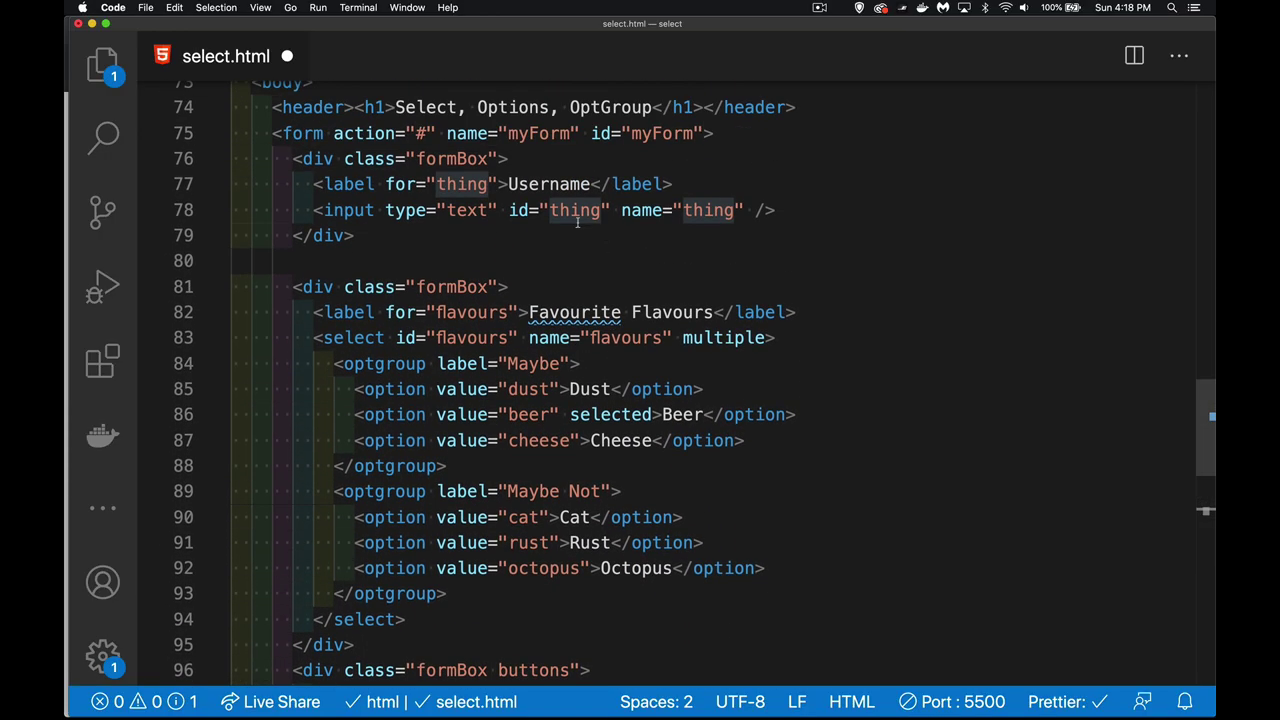 Code File Edit Selection View Go Run Terminal Window Help 100% Sun 4:18 PM
select.html — select
select.html
1
73 <body>
74 <header><h1>Select, Options, OptGroup</h1></header>
75 <form action="#" name="myForm" id="myForm">
76 <div class="formBox">
77 <label for="thing">Username</label>
78 <input type="text" id="thing" name="thing" />
79 </div>
80
81 <div class="formBox">
82 <label for="flavours">Favourite Flavours</label>
83 <select id="flavours" name="flavours" multiple>
84 <optgroup label="Maybe">
85 <option value="dust">Dust</option>
86 <option value="beer" selected>Beer</option>
87 <option value="cheese">Cheese</option>
88 </optgroup>
89 <optgroup label="Maybe Not">
90 <option value="cat">Cat</option>
91 <option value="rust">Rust</option>
92 <option value="octopus">Octopus</option>
93 </optgroup>
94 </select>
95 </div>
96 <div class="formBox buttons">
1
0 0 1 Live Share html | select.html Spaces: 2 UTF-8 LF HTML Port : 5500 Prettier: